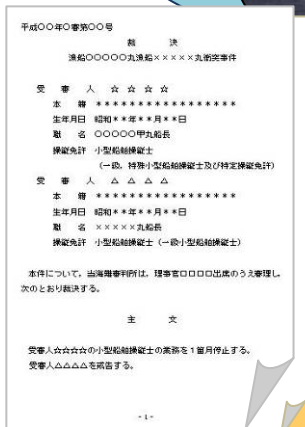 平成〇〇年〇審第〇〇号
裁　　　決
漁船〇〇〇〇〇丸漁船×××××丸衝突事件
受　審　人　☆　☆　☆　☆
本　　籍　＊＊＊＊＊＊＊＊＊＊＊＊＊＊＊＊＊
生年月日　昭和＊＊年＊＊月＊＊日
職　　名　〇〇〇〇〇甲丸船長
操縦免許　小型船舶操縦士
（一級、特殊小型船舶操縦士及び特定操縦免許）
受　審　人　△　△　△　△
本　　籍　＊＊＊＊＊＊＊＊＊＊＊＊＊＊＊＊＊
生年月日　昭和＊＊年＊＊月＊＊日
職　　名　×××××丸船長
操縦免許　小型船舶操縦士（一級小型船舶操縦士）
本件について、当海難審判所は、理事官ロロロロ出席のうえ審理し、
次のとおり裁決する。
主　　　文
受審人☆☆☆☆の小型船舶操縦士の業務を1箇月停止する。
受審人△△△△を戒告する。
- 1 -